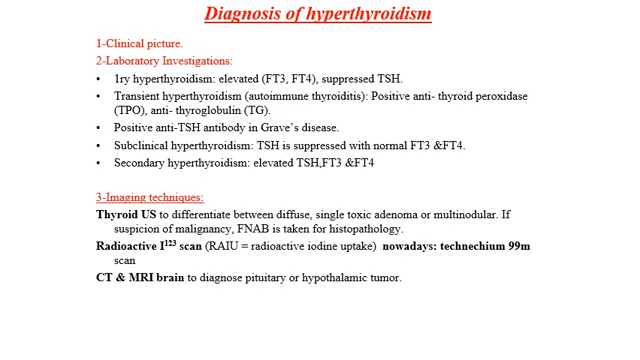 Diagnosis of hyperthyroidism
1-Clinical picture.
2-Laboratory Investigations:
• 1ry hyperthyroidism: elevated (FT3, FT4), suppressed TSH.
• Transient hyperthyroidism (autoimmune thyroiditis): Positive anti- thyroid peroxidase
(TPO), anti- thyroglobulin (TG).
• Positive anti-TSH antibody in Grave's disease.
• Subclinical hyperthyroidism: TSH is suppressed with normal FT3 &FT4.
• Secondary hyperthyroidism: elevated TSH,FT3 &FT4
3-Imaging techniques:
Thyroid US to differentiate between diffuse, single toxic adenoma or multinodular. If
suspicion of malignancy, FNAB is taken for histopathology.
Radioactive I123 scan (RAIU = radioactive iodine uptake) nowadays: technechium 99m
scan
CT & MRI brain to diagnose pituitary or hypothalamic tumor.